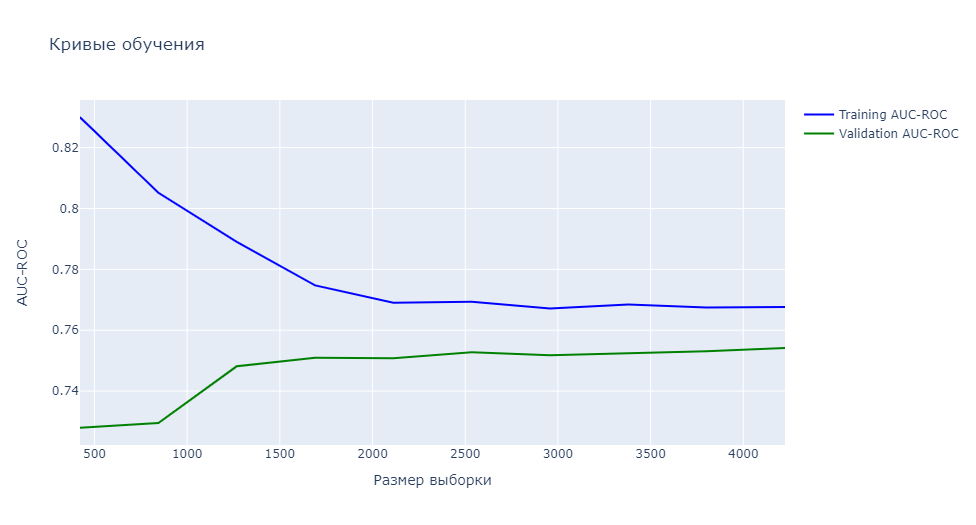 Кривые обучения
Training AUC-ROC
Validation AUC-ROC
AUC-ROC
0.82
0.8
0.78
0.76
0.74
500 1000 1500 2000 2500 3000 3500 4000
Размер выборки